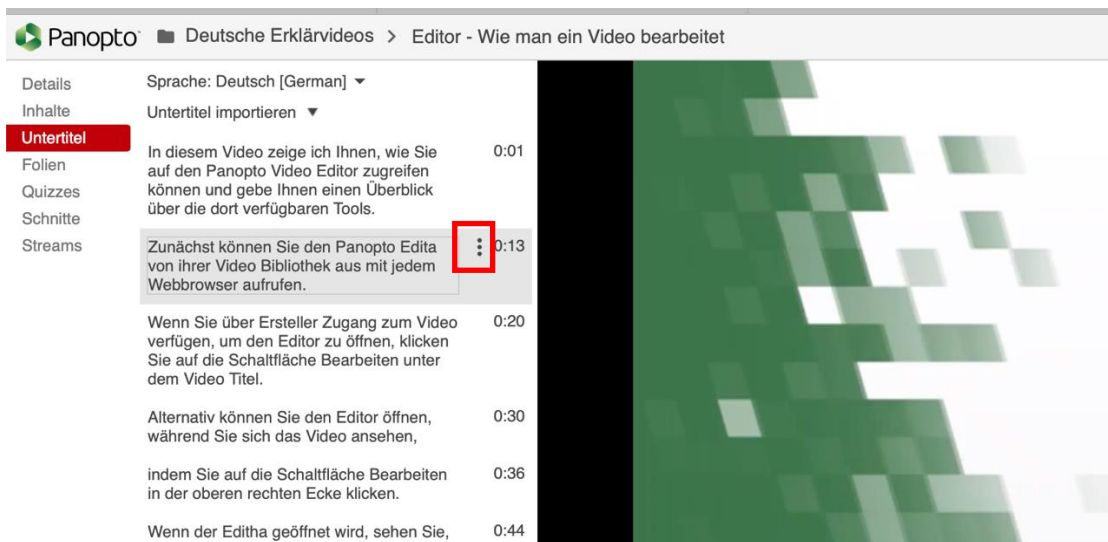 Panopto Deutsche Erklärvideos > Editor - Wie man ein Video bearbeitet
Details
Inhalte
Untertitel
Folien
Quizzes
Schnitte
Streams
Sprache: Deutsch [German]
Untertitel importieren
In diesem Video zeige ich Ihnen, wie Sie 0:01
auf den Panopto Video Editor zugreifen
können und gebe Ihnen einen Überblick
über die dort verfügbaren Tools.
Zunächst können Sie den Panopto Edita 0:13
von ihrer Video Bibliothek aus mit jedem
Webbrowser aufrufen.
Wenn Sie über Ersteller Zugang zum Video 0:20
verfügen, um den Editor zu öffnen, klicken
Sie auf die Schaltfläche Bearbeiten unter
dem Video Titel.
Alternativ können Sie den Editor öffnen, 0:30
während Sie sich das Video ansehen,
indem Sie auf die Schaltfläche Bearbeiten 0:36
in der oberen rechten Ecke klicken.
Wenn der Editha geöffnet wird, sehen Sie, 0:44